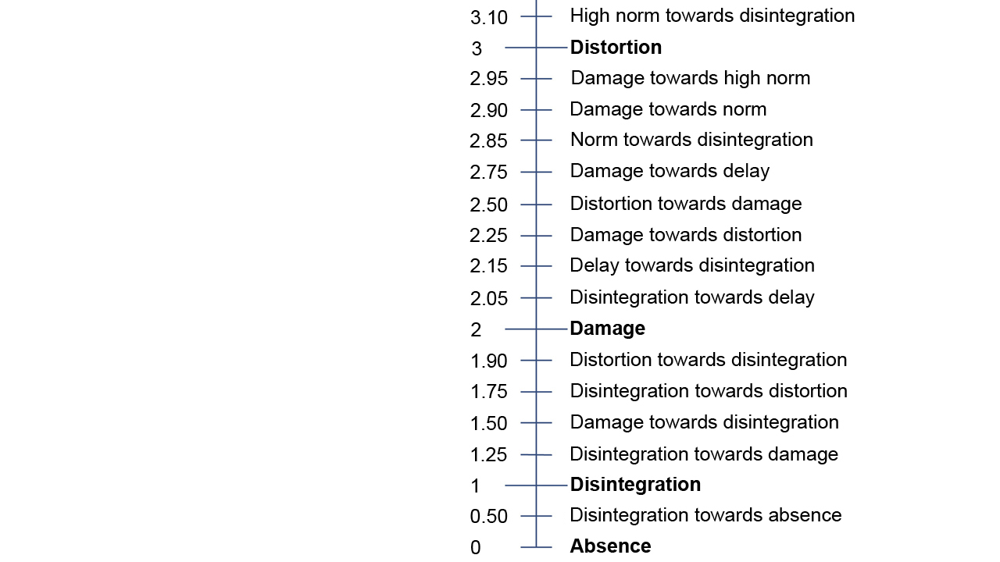 3.10 High norm towards disintegration
3 Distortion
2.95 Damage towards high norm
2.90 Damage towards norm
2.85 Norm towards disintegration
2.75 Damage towards delay
2.50 Distortion towards damage
2.25 Damage towards distortion
2.15 Delay towards disintegration
2.05 Disintegration towards delay
2 Damage
1.90 Distortion towards disintegration
1.75 Disintegration towards distortion
1.50 Damage towards disintegration
1.25 Disintegration towards damage
1 Disintegration
0.50 Disintegration towards absence
0 Absence